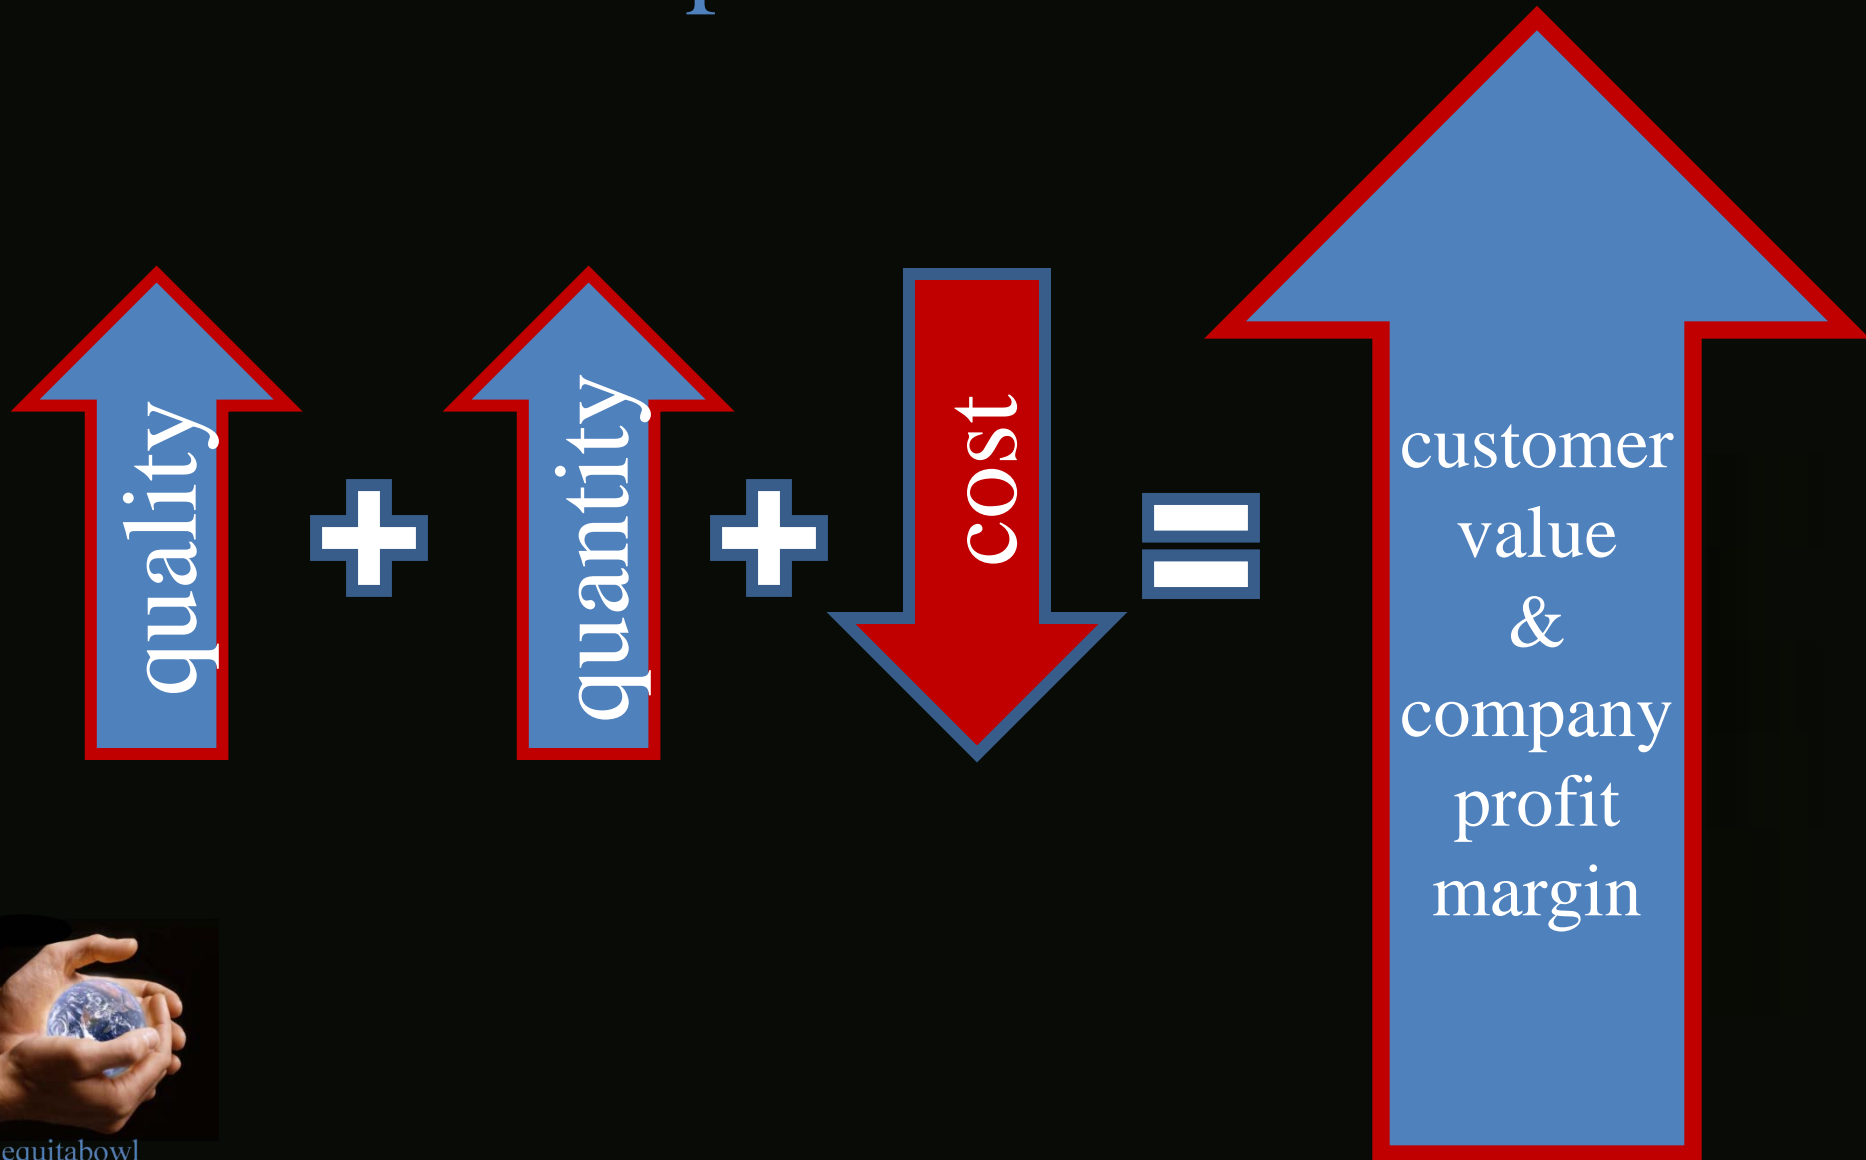 quality
quantity
cost
customer
value
&
company
profit
margin
equitabowl